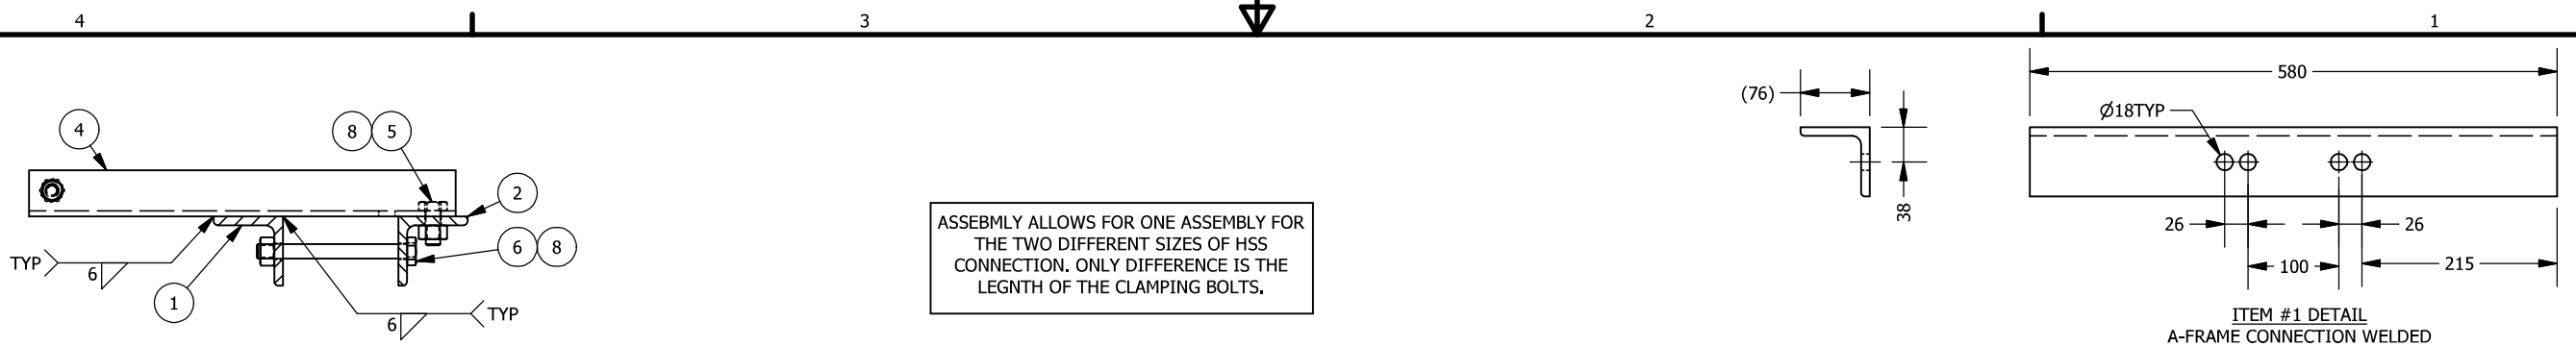 4
3
2
1
4
8
5
2
6
8
TYP
6
1
6
TYP
ASSEBMLY ALLOWS FOR ONE ASSEMBLY FOR
THE TWO DIFFERENT SIZES OF HSS
CONNECTION. ONLY DIFFERENCE IS THE
LEGNTH OF THE CLAMPING BOLTS.
(76)
38
580
Ø18TYP
26
26
100
215
ITEM #1 DETAIL
A-FRAME CONNECTION WELDED